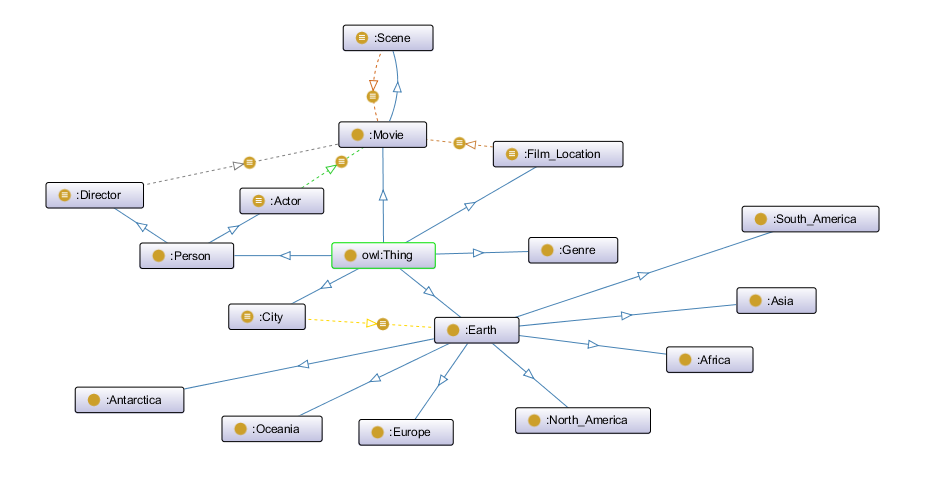 :Scene
:Movie
:Film_Location
:Director
:Actor
:South_America
:Person
owl:Thing
:Genre
:Asia
:City
:Earth
:Africa
:Antarctica
:Oceania
:Europe
:North_America